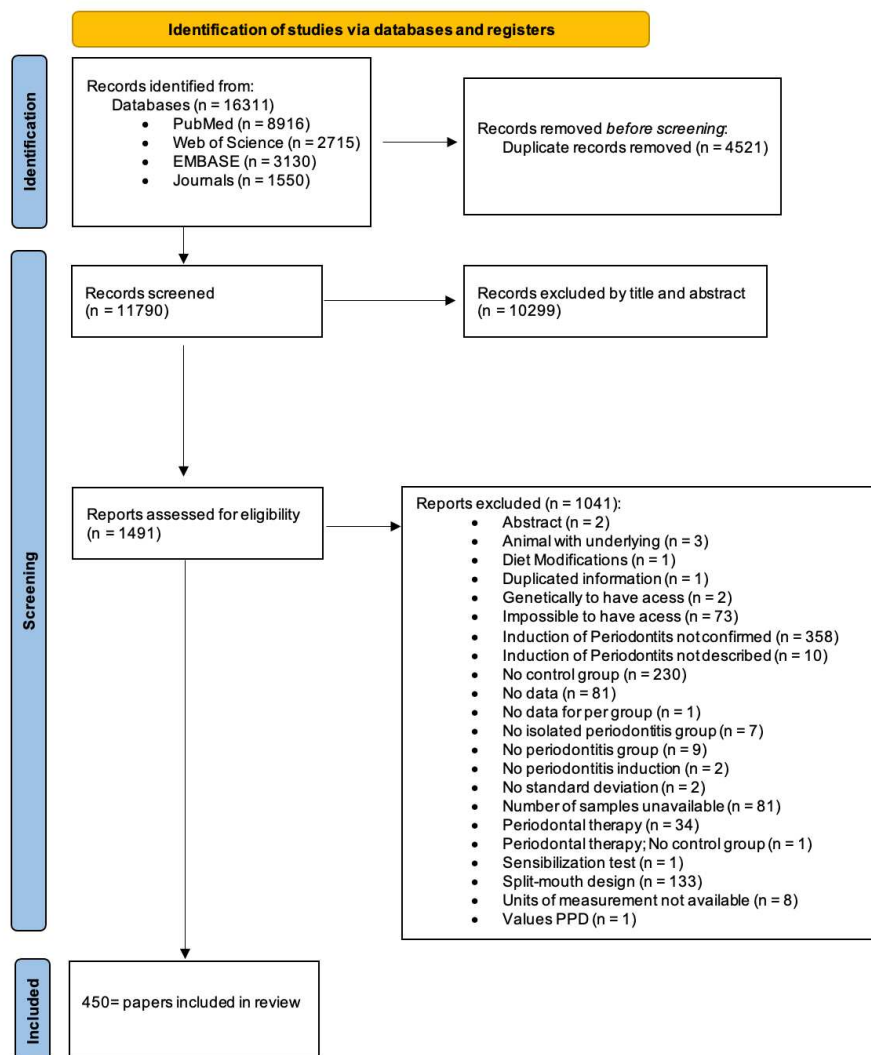 Identification of studies via databases and registers
Identification
Records identified from:
Databases (n = 16311)
• PubMed (n = 8916)
• Web of Science (n = 2715)
• EMBASE (n = 3130)
• Journals (n = 1550)
Records removed before screening:
Duplicate records removed (n = 4521)
Screening
Records screened
(n = 11790)
Records excluded by title and abstract
(n = 10299)
Reports assessed for eligibility
(n = 1491)
Reports excluded (n = 1041):
• Abstract (n = 2)
• Animal with underlying (n = 3)
• Diet Modifications (n = 1)
• Duplicated information (n = 1)
• Genetically to have acess (n = 2)
• Impossible to have acess (n = 73)
• Induction of Periodontits not confirmed (n = 358)
• Induction of Periodontits not described (n = 10)
• No control group (n = 230)
• No data (n = 81)
• No data for per group (n = 1)
• No isolated periodontitis group (n = 7)
• No periodontitis group (n = 9)
• No periodontitis induction (n = 2)
• No standard deviation (n = 2)
• Number of samples unavailable (n = 81)
• Periodontal therapy (n = 34)
• Periodontal therapy; No control group (n = 1)
• Sensibilization test (n = 1)
• Split-mouth design (n = 133)
• Units of measurement not available (n = 8)
• Values PPD (n = 1)
Included
450= papers included in review